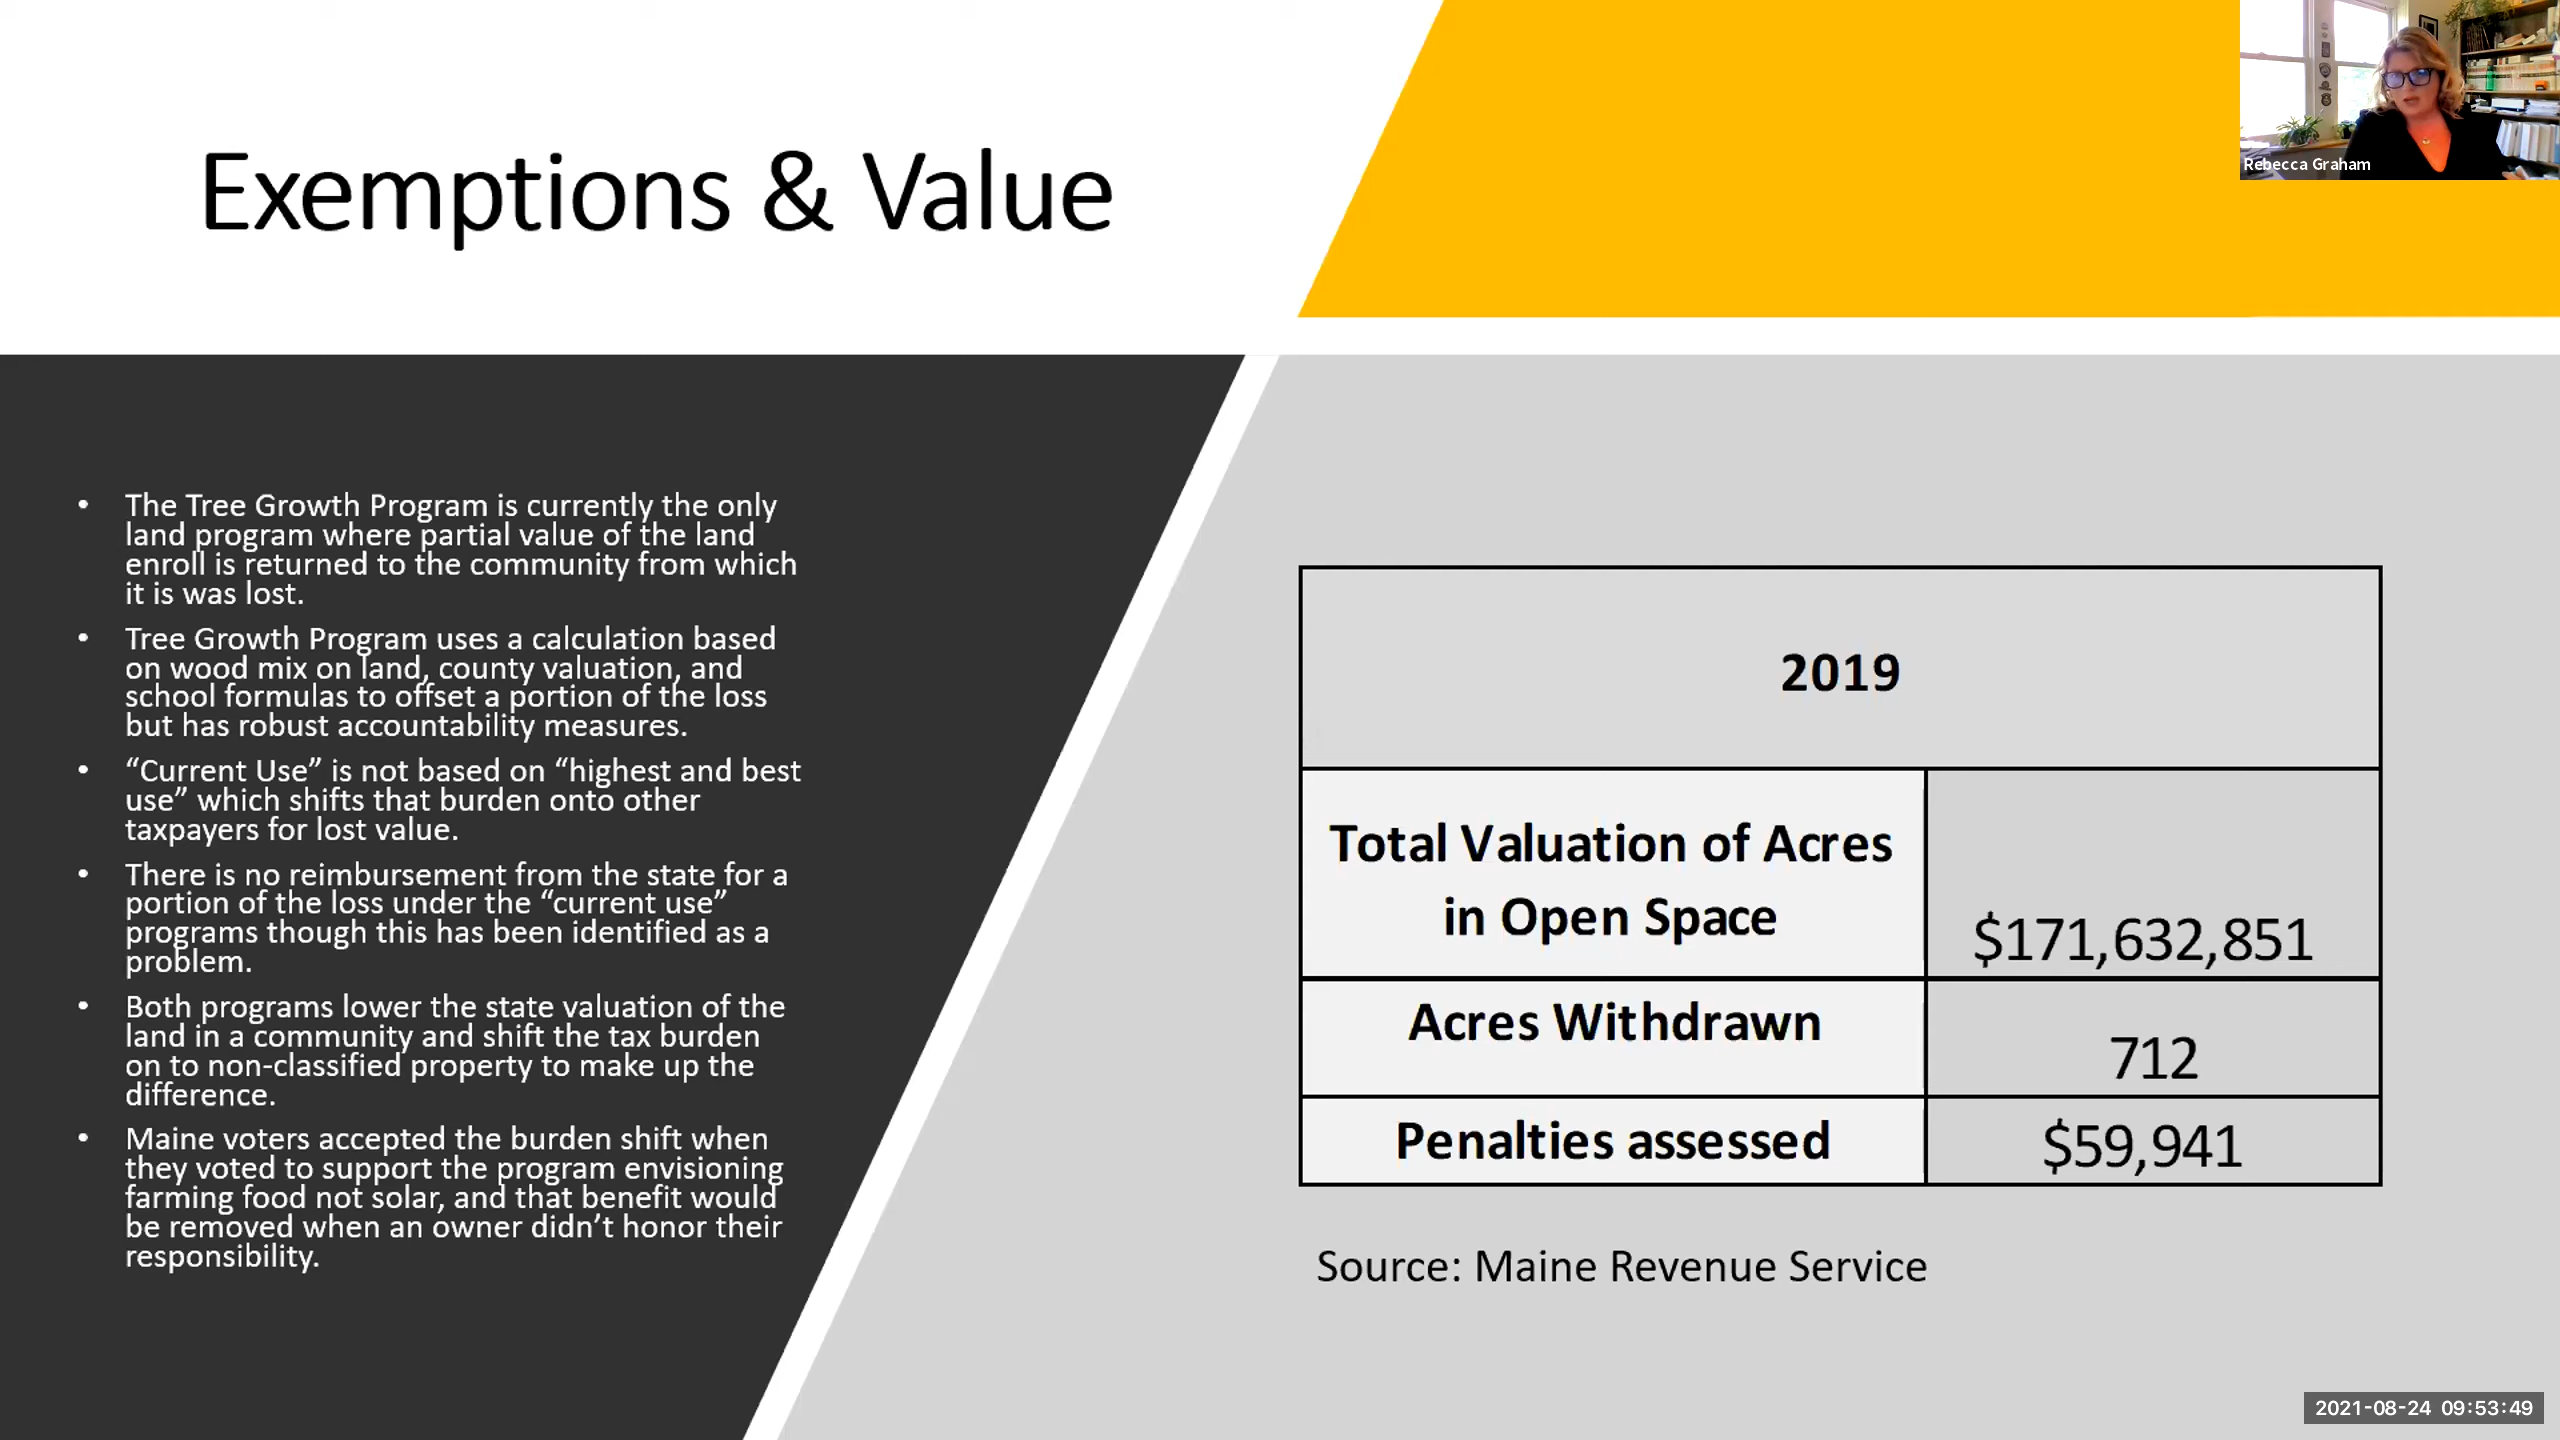 Exemptions & Value
Rebecca Graham
• The Tree Growth Program is currently the only
land program where partial value of the land
enroll is returned to the community from which
it is was lost.
• Tree Growth Program uses a calculation based
on wood mix on land, county valuation, and
school formulas to offset a portion of the loss
but has robust accountability measures.
• “Current Use” is not based on “highest and best
use” which shifts that burden onto other
taxpayers for lost value.
• There is no reimbursement from the state for a
portion of the loss under the “current use”
programs though this has been identified as a
problem.
• Both programs lower the state valuation of the
land in a community and shift the tax burden
on to non-classified property to make up the
difference.
• Maine voters accepted the burden shift when
they voted to support the program envisioning
farming food not solar, and that benefit would
be removed when an owner didn’t honor their
responsibility.
2019
Total Valuation of Acres
in Open Space
$171,632,851
Acres Withdrawn
712
Penalties assessed
$59,941
Source: Maine Revenue Service
2021-08-24 09:53:49